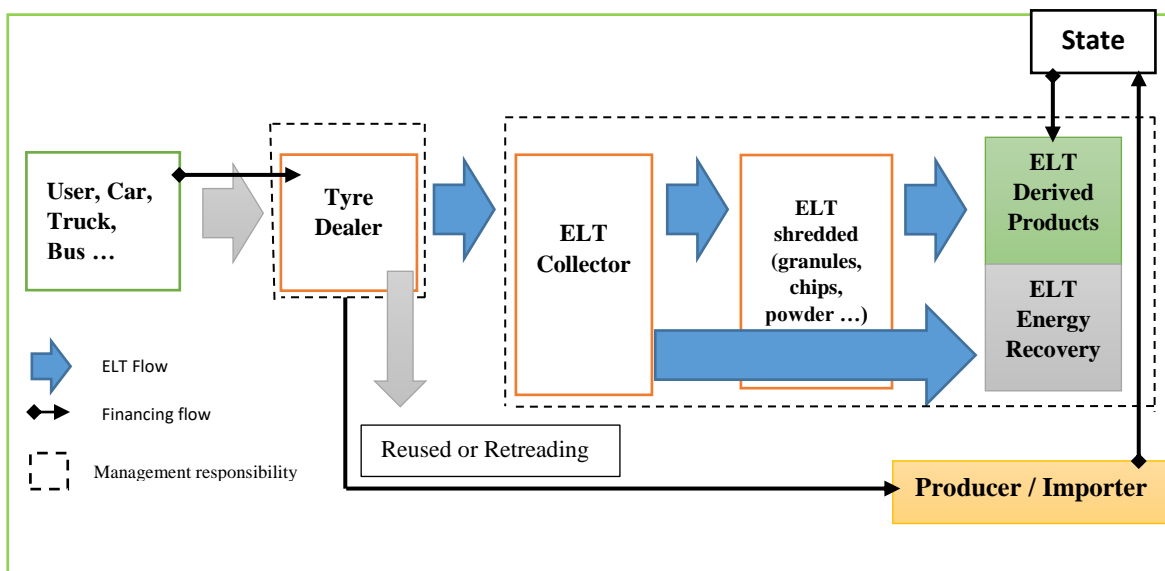 State
User, Car,
Truck,
Bus …
Tyre
Dealer
ELT
Collector
ELT
shredded
(granules,
chips,
powder …)
ELT
Derived
Products
ELT
Energy
Recovery
ELT Flow
Financing flow
Management responsibility
Reused or Retreading
Producer / Importer